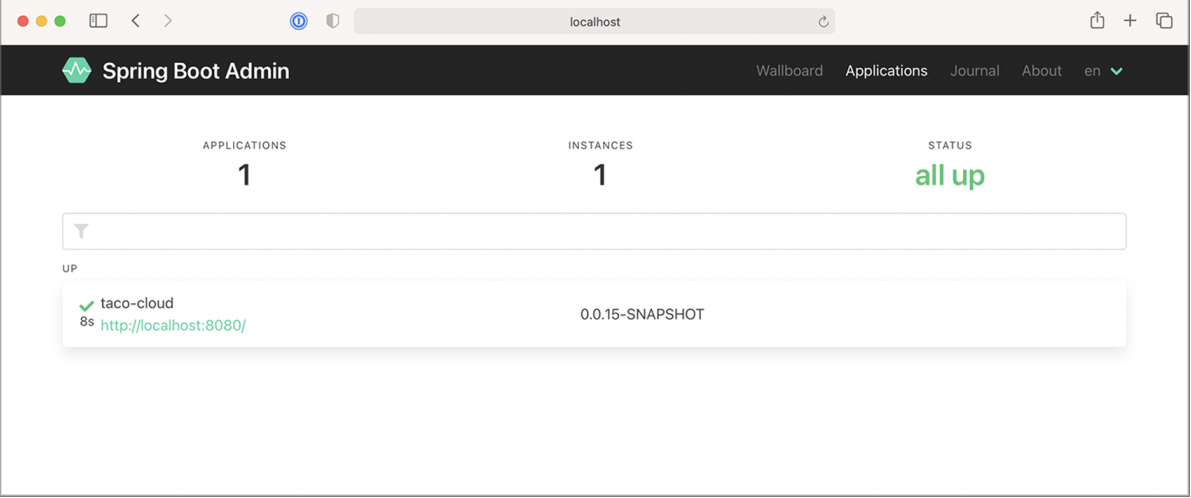 localhost
Spring Boot Admin Wallboard Applications Journal About en
APPLICATIONS INSTANCES STATUS
1 1 all up
UP
taco-cloud
8s http://localhost:8080/ 0.0.15-SNAPSHOT